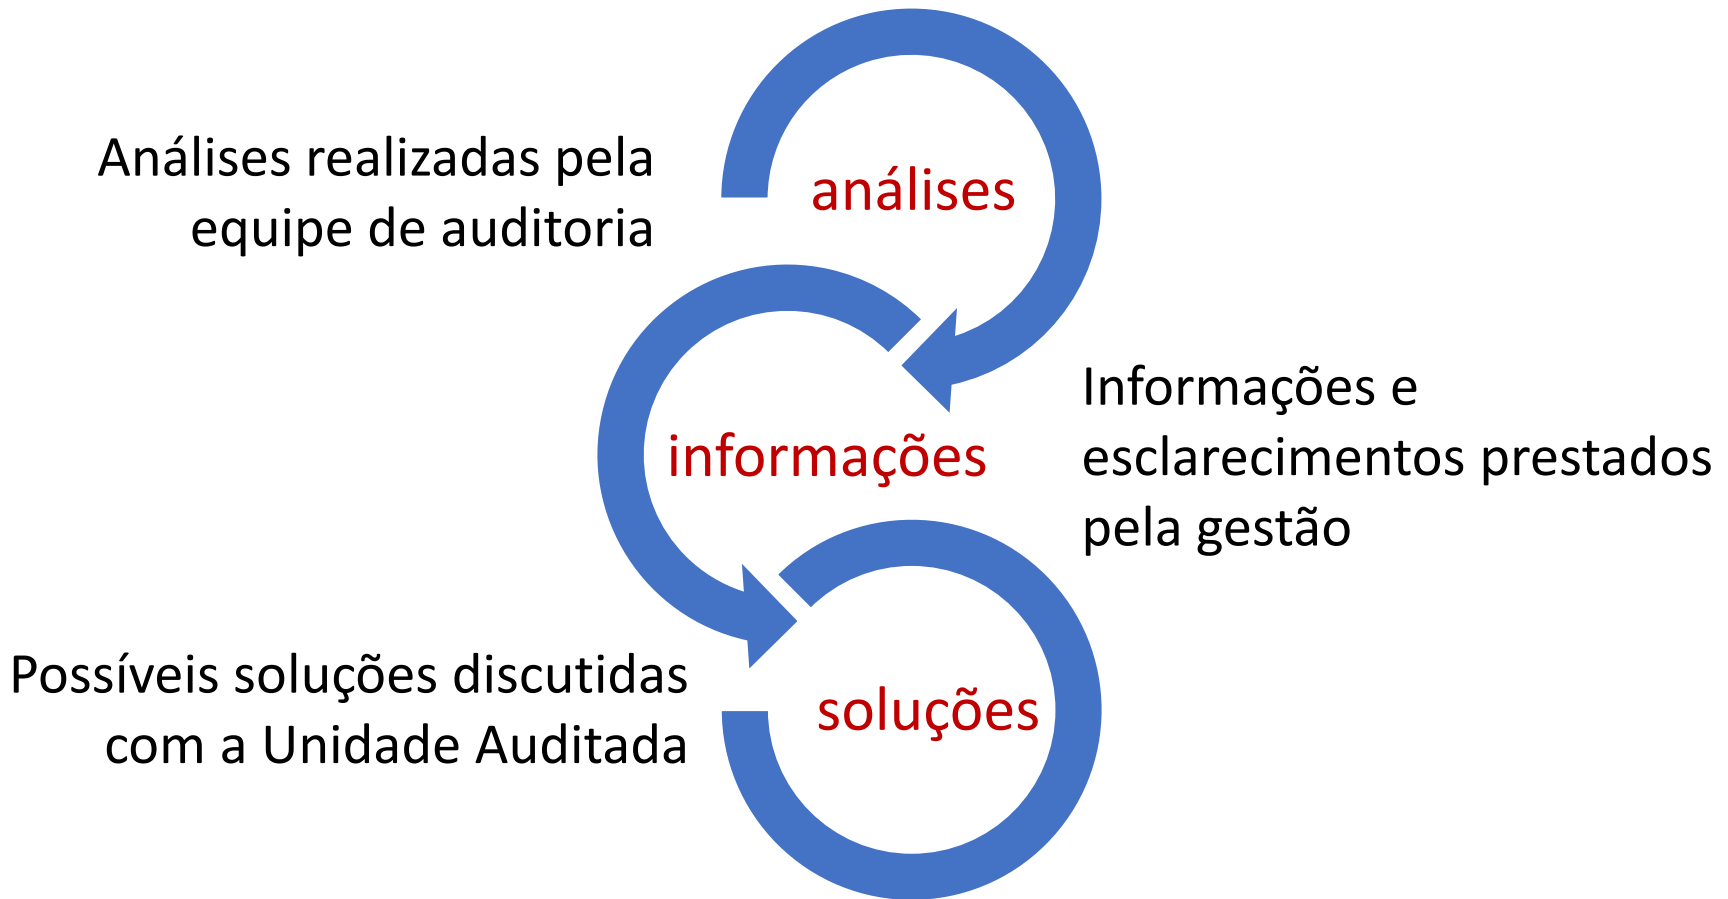 Análises realizadas pela
equipe de auditoria
análises
informações
Informações e
esclarecimentos prestados
pela gestão
Possíveis soluções discutidas
com a Unidade Auditada
soluções